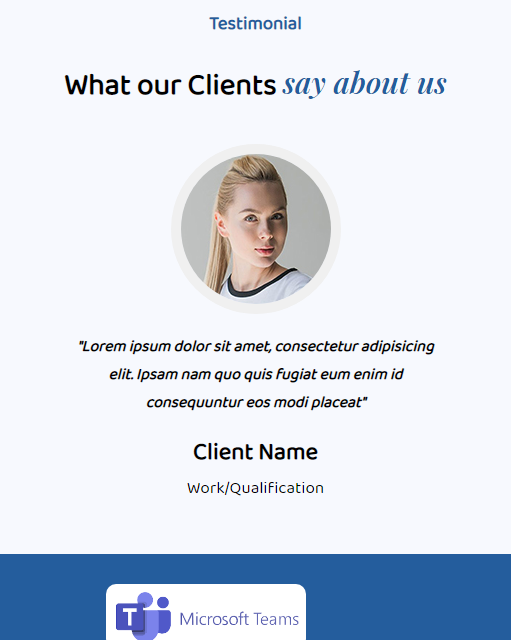 Testimonial
What our Clients say about us
"Lorem ipsum dolor sit amet, consectetur adipisicing
elit. Ipsam nam quo quis fugiat eum enim id
consequuntur eos modi placeat"
Client Name
Work/Qualification
T Microsoft Teams